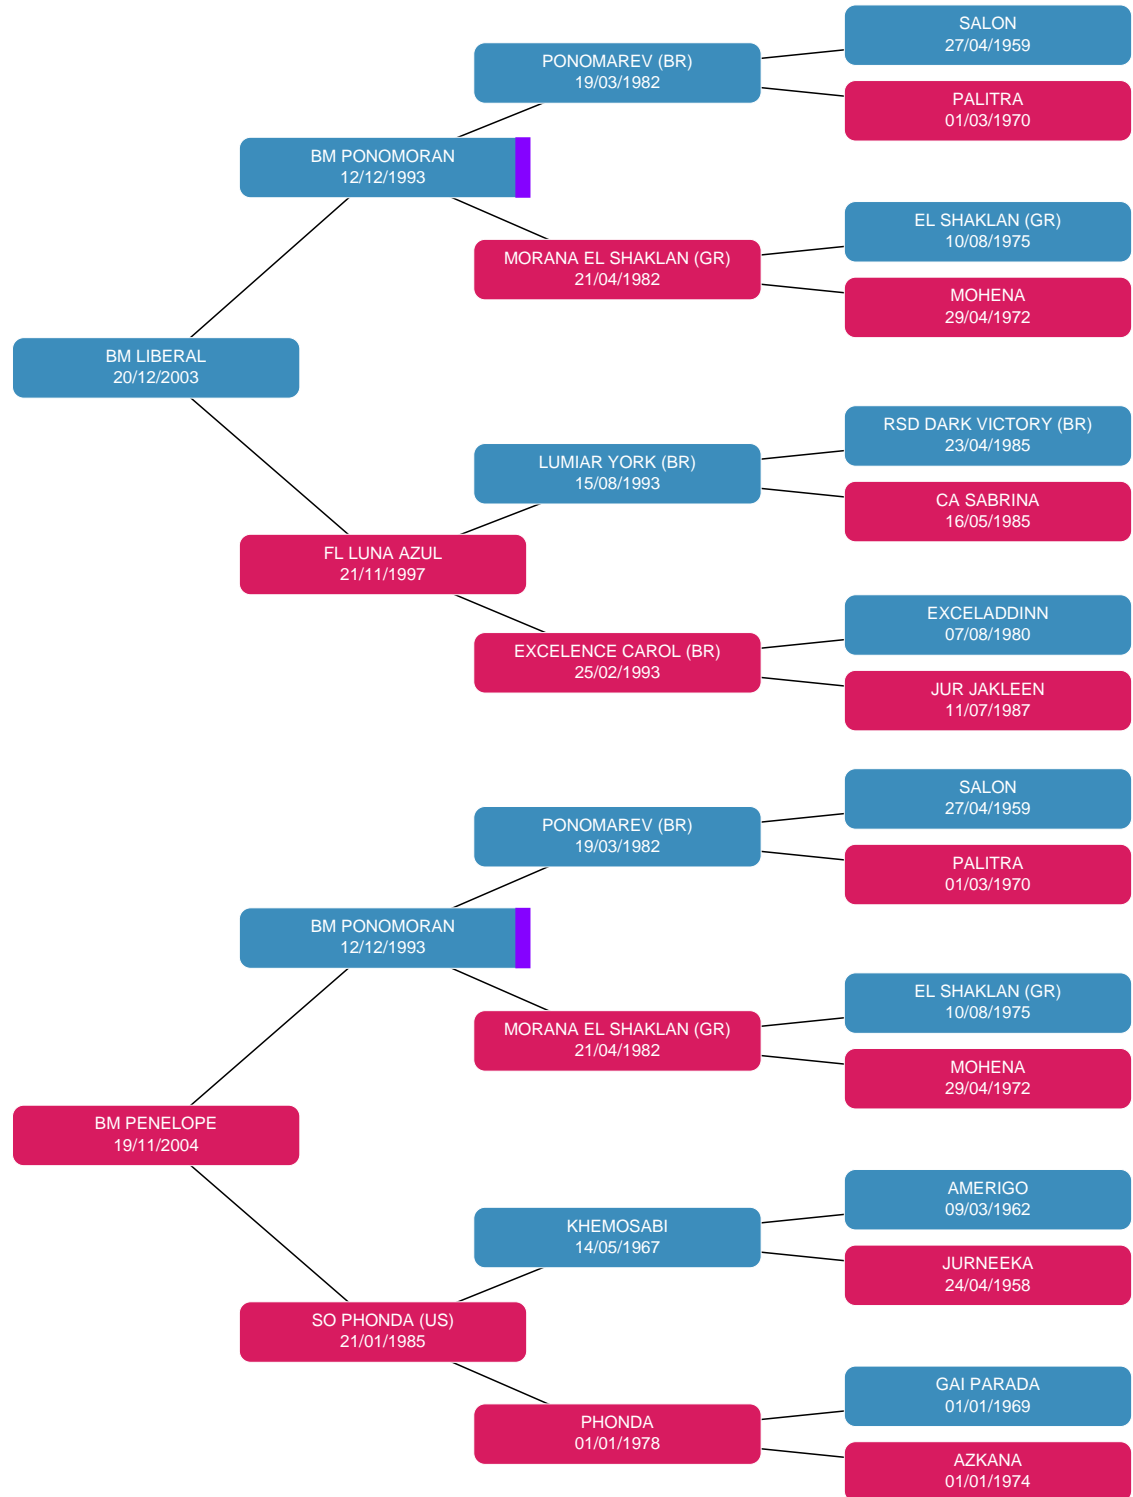 SALON
27/04/1959
PONOMAREV (BR)
19/03/1982
PALITRA
01/03/1970
BM PONOMORAN
12/12/1993
EL SHAKLAN (GR)
10/08/1975
MORANA EL SHAKLAN (GR)
21/04/1982
MOHENA
29/04/1972
BM LIBERAL
20/12/2003
RSD DARK VICTORY (BR)
23/04/1985
LUMIAR YORK (BR)
15/08/1993
CA SABRINA
16/05/1985
FL LUNA AZUL
21/11/1997
EXCELADDINN
07/08/1980
EXCELENCE CAROL (BR)
25/02/1993
JUR JAKLEEN
11/07/1987
SALON
27/04/1959
PONOMAREV (BR)
19/03/1982
PALITRA
01/03/1970
BM PONOMORAN
12/12/1993
EL SHAKLAN (GR)
10/08/1975
MORANA EL SHAKLAN (GR)
21/04/1982
MOHENA
29/04/1972
BM PENELOPE
19/11/2004
AMERIGO
09/03/1962
KHEMOSABI
14/05/1967
JURNEEKA
24/04/1958
SO PHONDA (US)
21/01/1985
GAI PARADA
01/01/1969
PHONDA
01/01/1978
AZKANA
01/01/1974